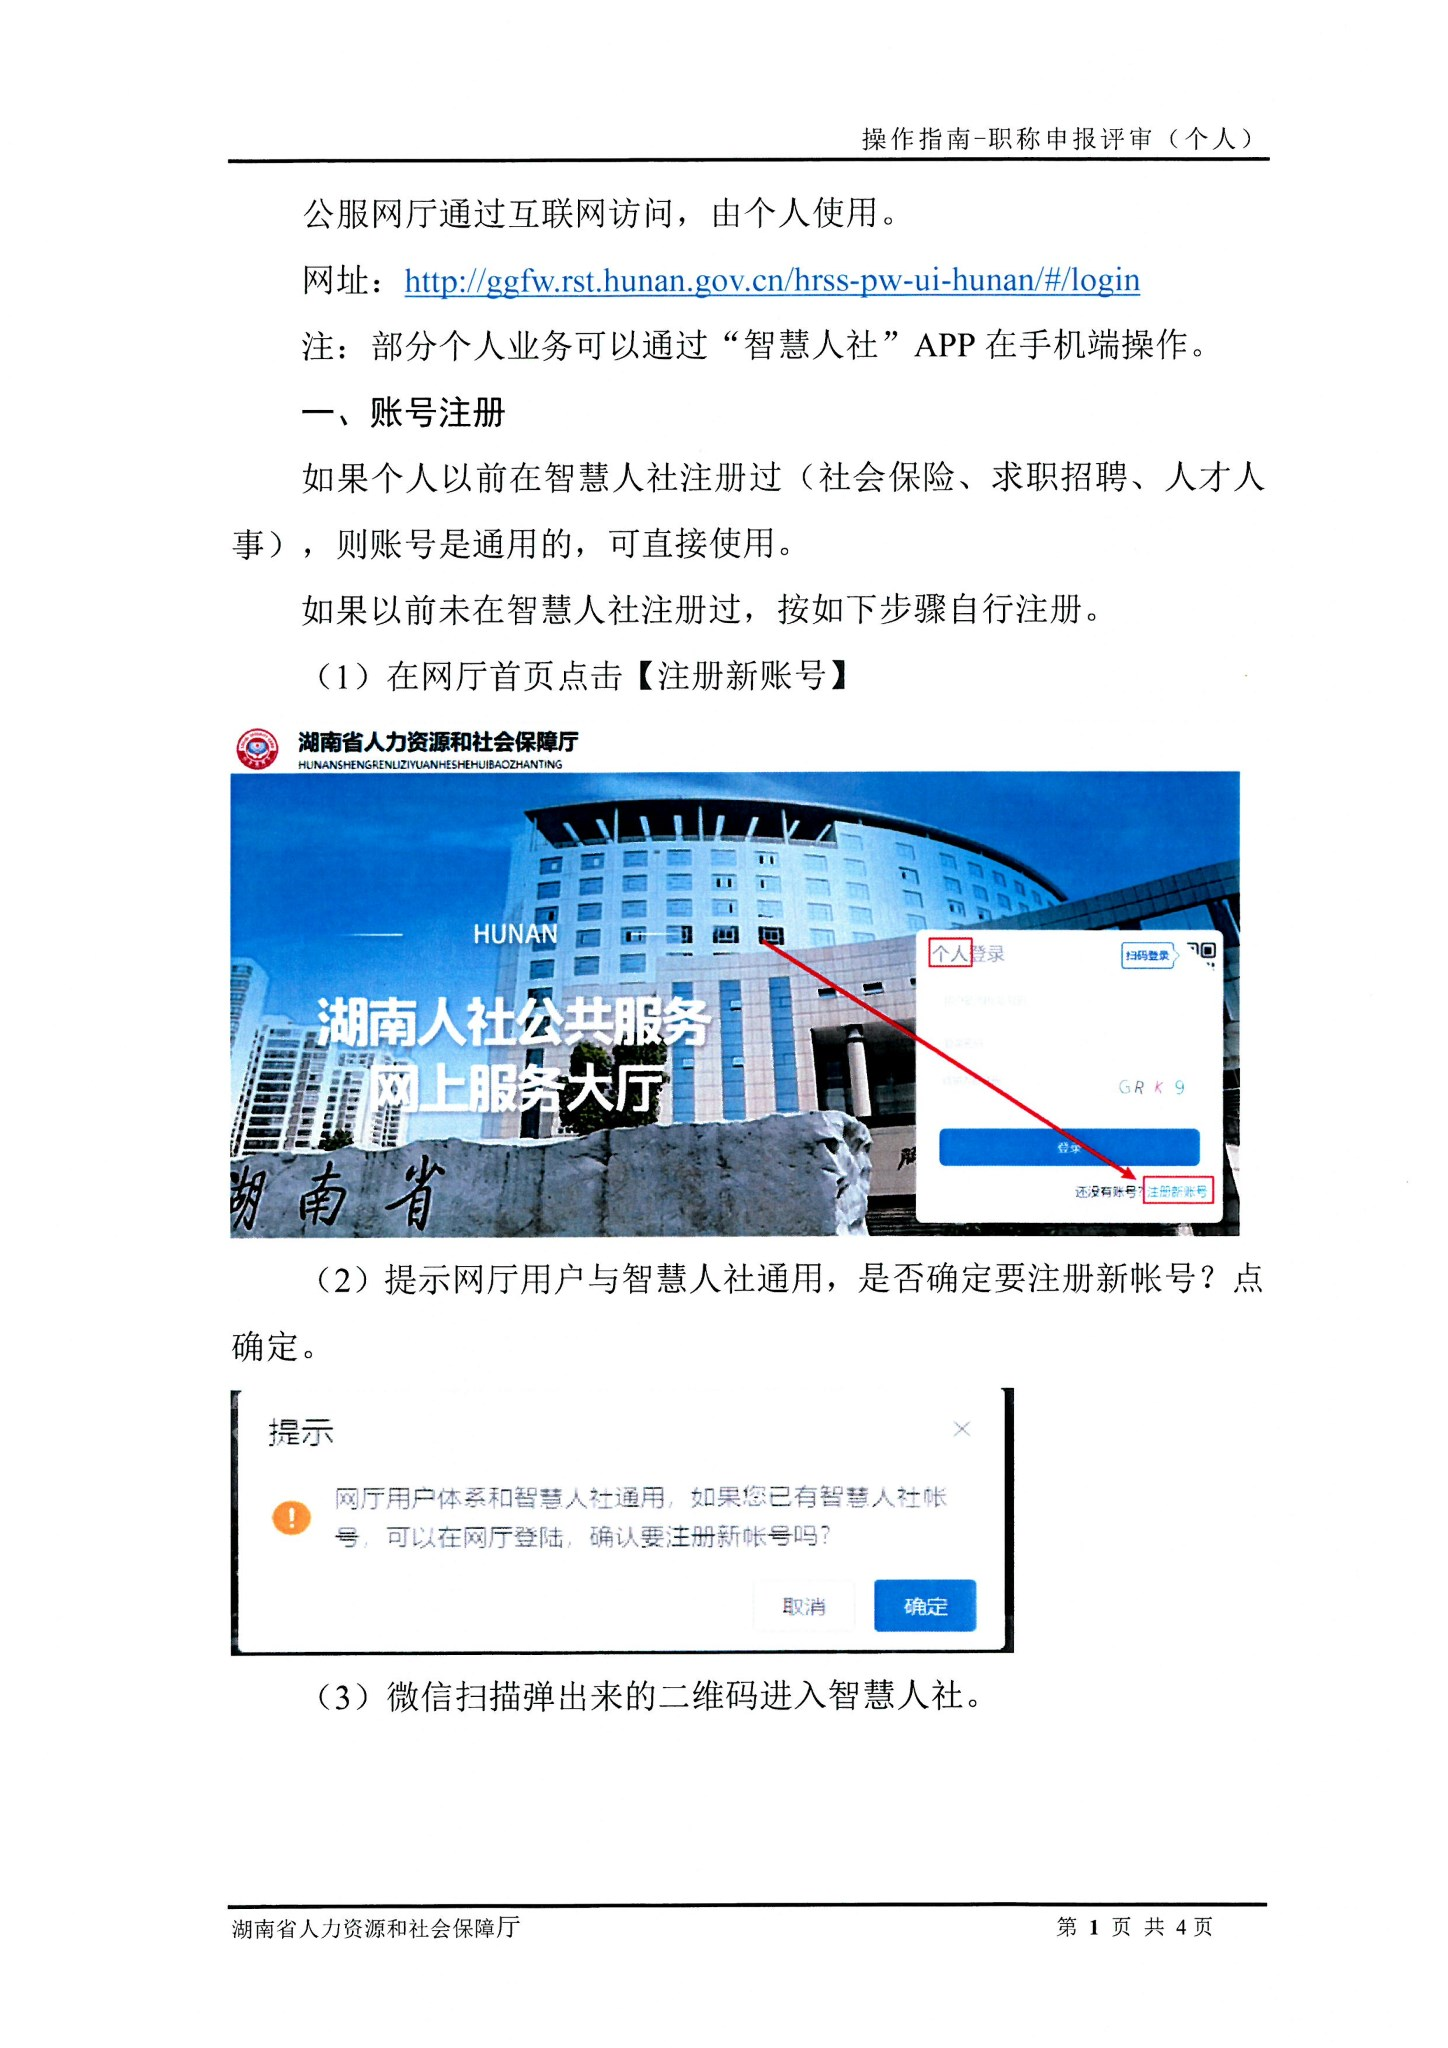 操作指南-职称申报评审（个人）
公服网厅通过互联网访问，由个人使用。
网址：http://ggfw.rst.hunan.gov.cn/hrss-pw-ui-hunan/#/login
注：部分个人业务可以通过“智慧人社”APP 在手机端操作。
一、账号注册
如果个人以前在智慧人社注册过（社会保险、求职招聘、人才人
事），则账号是通用的，可直接使用。
如果以前未在智慧人社注册过，按如下步骤自行注册。
（1）在网厅首页点击【注册新账号】
湖南省人力资源和社会保障厅
HUNANSHENGRENLIZIYUANHESHEHUIBAOZHANTING
HUNAN
湖南人社公共服务
网上服务大厅
湖南省
个人登录
扫码登录
GRK9
登录
还没有账号?注册新账号
（2）提示网厅用户与智慧人社通用，是否确定要注册新帐号？点
确定。
提示
网厅用户体系和智慧人社通用，如果您已有智慧人社帐
号，可以在网厅登陆，确认要注册新帐号吗？
取消
确定
（3）微信扫描弹出来的二维码进入智慧人社。
湖南省人力资源和社会保障厅
第 1 页 共 4 页